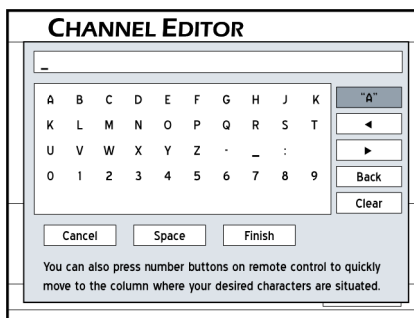 CHANNEL EDITOR
_
A B C D E F G H J K "A"
K L M N O P Q R S T ◄
U V W X Y Z - _ : ►
0 1 2 3 4 5 6 7 8 9 Back
Clear
Cancel Space Finish
You can also press number buttons on remote control to quickly
move to the column where your desired characters are situated.